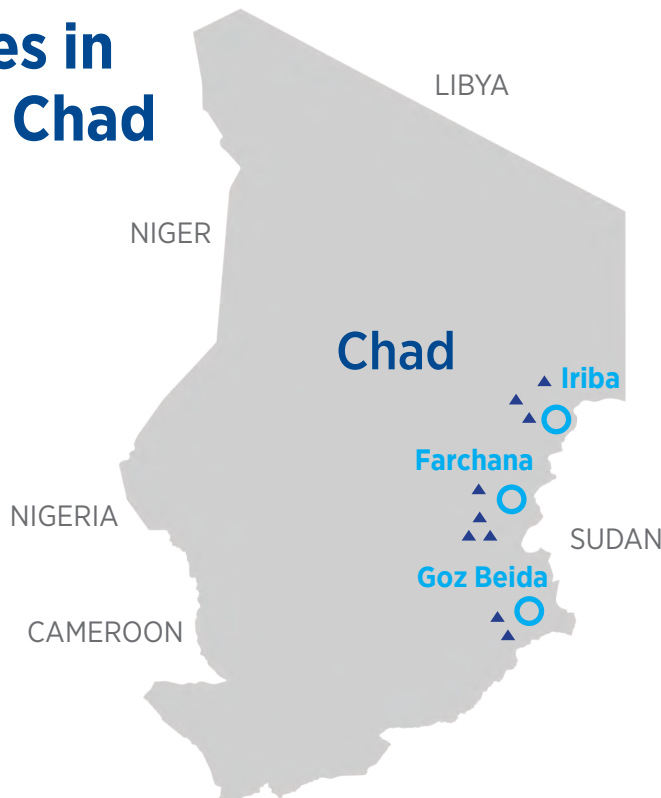 es in
Chad
LIBYA
NIGER
Chad
Iriba
Farchana
NIGERIA
SUDAN
Goz Beida
CAMEROON